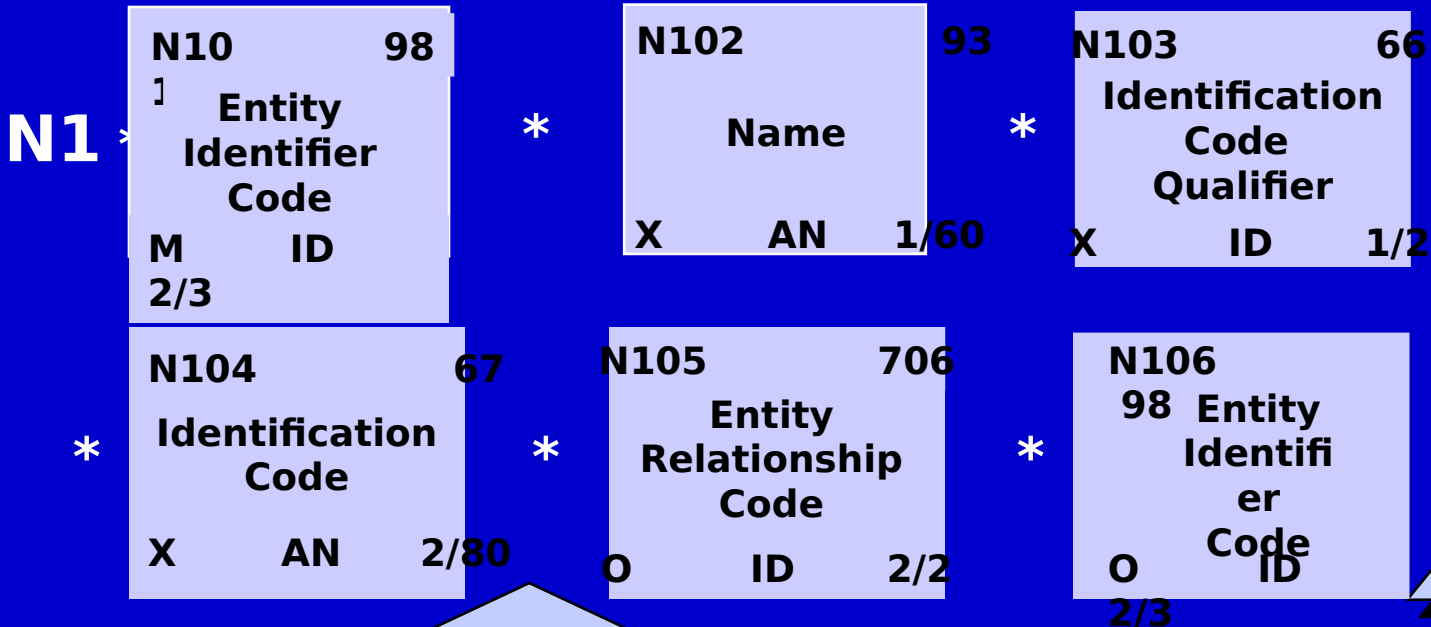 N1 *
N10 98
1
Entity
Identifier
Code
M ID
2/3
*
N102 93
Name
X AN 1/60
*
N103 66
Identification
Code
Qualifier
X ID 1/2
*
N104 67
Identification
Code
X AN 2/80
*
N105 706
Entity
Relationship
Code
O ID 2/2
*
N106
98 Entity
Identifi
er
Code
O ID
2/3